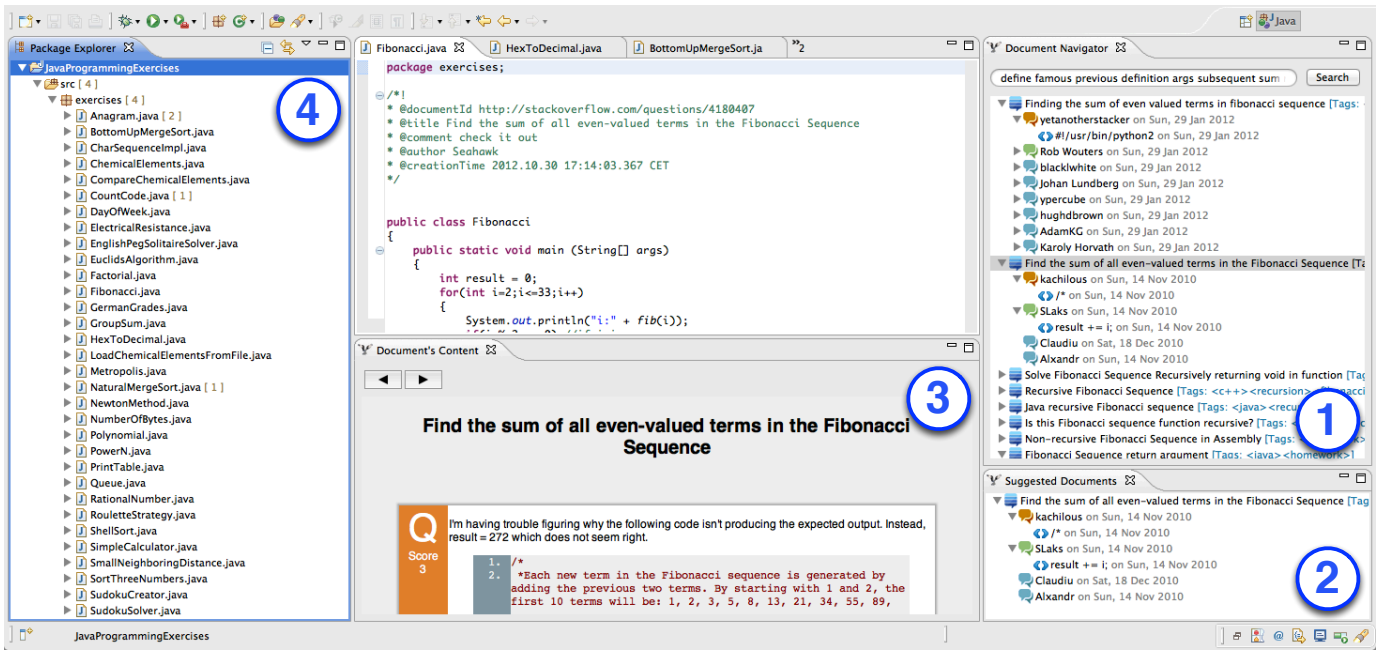 Java
Package Explorer
JavaProgrammingExercises
src [ 4 ]
exercises [ 4 ]
Anagram.java [ 2 ]
BottomUpMergeSort.java
CharSequenceImpl.java
ChemicalElements.java
CompareChemicalElements.java
CountCode.java [ 1 ]
DayOfWeek.java
ElectricalResistance.java
EnglishPegSolitaireSolver.java
EuclidsAlgorithm.java
Factorial.java
Fibonacci.java
GermanGrades.java
GroupSum.java
HexToDecimal.java
LoadChemicalElementsFromFile.java
Metropolis.java
NaturalMergeSort.java [ 1 ]
NewtonMethod.java
NumberOfBytes.java
Polynomial.java
PowerN.java
PrintTable.java
Queue.java
RationalNumber.java
RouletteStrategy.java
ShellSort.java
SimpleCalculator.java
SmallNeighboringDistance.java
SortThreeNumbers.java
SudokuCreator.java
SudokuSolver.java
4
Fibonacci.java HexToDecimal.java BottomUpMergeSort.ja »2
package exercises;
/*!
* @documentId http://stackoverflow.com/questions/4180407
* @title Find the sum of all even-valued terms in the Fibonacci Sequence
* @comment check it out
* @author Seahawk
* @creationTime 2012.10.30 17:14:03.367 CET
*/
public class Fibonacci
{
public static void main (String[] args)
{
int result = 0;
for(int i=2;i<=33;i++)
{
System.out.println("i:" + fib(i));
Document's Content
3
Find the sum of all even-valued terms in the Fibonacci
Sequence
Q
Score
3
I'm having trouble figuring why the following code isn't producing the expected output. Instead,
result = 272 which does not seem right.
1. /*
2. *Each new term in the Fibonacci sequence is generated by
adding the previous two terms. By starting with 1 and 2, the
first 10 terms will be: 1, 2, 3, 5, 8, 13, 21, 34, 55, 89,
Document Navigator
define famous previous definition args subsequent sum Search
Finding the sum of even valued terms in fibonacci sequence [Tags:
yetanotherstacker on Sun, 29 Jan 2012
#!/usr/bin/python2 on Sun, 29 Jan 2012
Rob Wouters on Sun, 29 Jan 2012
blacklwhite on Sun, 29 Jan 2012
Johan Lundberg on Sun, 29 Jan 2012
ypercube on Sun, 29 Jan 2012
hughdbrown on Sun, 29 Jan 2012
AdamKG on Sun, 29 Jan 2012
Karoly Horvath on Sun, 29 Jan 2012
Find the sum of all even-valued terms in the Fibonacci Sequence [Ta
kachilous on Sun, 14 Nov 2010
/* on Sun, 14 Nov 2010
SLaks on Sun, 14 Nov 2010
result += i; on Sun, 14 Nov 2010
Claudiu on Sat, 18 Dec 2010
Alxandr on Sun, 14 Nov 2010
Solve Fibonacci Sequence Recursively returning void in function [Tag
Recursive Fibonacci Sequence [Tags: <c++><recursion>
Java recursive Fibonacci sequence [Tags: <java><recu
Is this Fibonacci sequence function recursive? [Tags:
Non-recursive Fibonacci Sequence in Assembly [Tags:
Fibonacci Sequence return argument [Tags: <java><homework>]
1
Suggested Documents
Find the sum of all even-valued terms in the Fibonacci Sequence [Tag
kachilous on Sun, 14 Nov 2010
/* on Sun, 14 Nov 2010
SLaks on Sun, 14 Nov 2010
result += i; on Sun, 14 Nov 2010
Claudiu on Sat, 18 Dec 2010
Alxandr on Sun, 14 Nov 2010
2
JavaProgrammingExercises